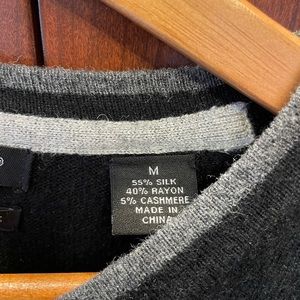 M
55% SILK
40% RAYON
5% CASHMERE
MADE IN
CHINA